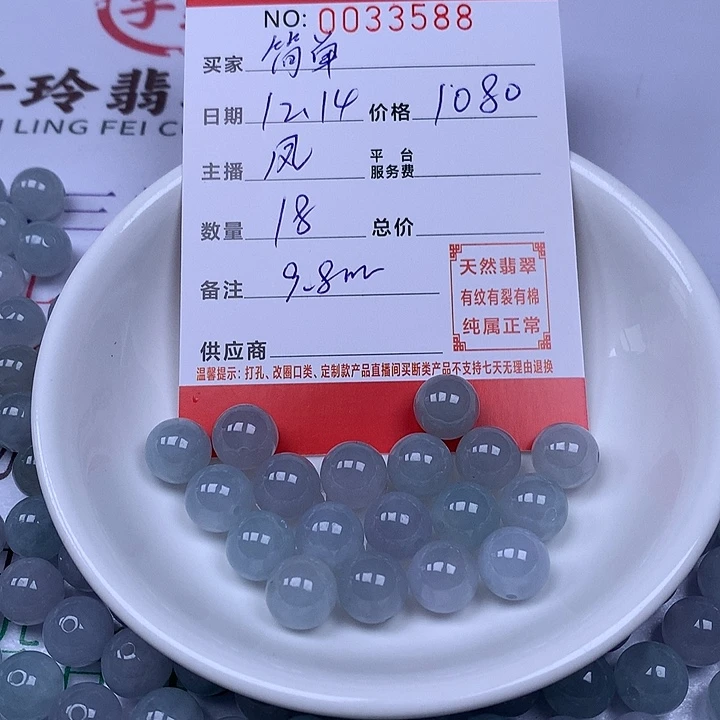 子玲翡
LING FEI C
NO: 0033588
买家 简单
日期 12.14 价格 1080
主播 凤 平台服务费
数量 18 总价
备注 9.8m
天然翡翠
有纹有裂有棉
纯属正常
供应商
温馨提示：打孔、改圈口类、定制款产品直播间买断类产品不支持七天无理由退换